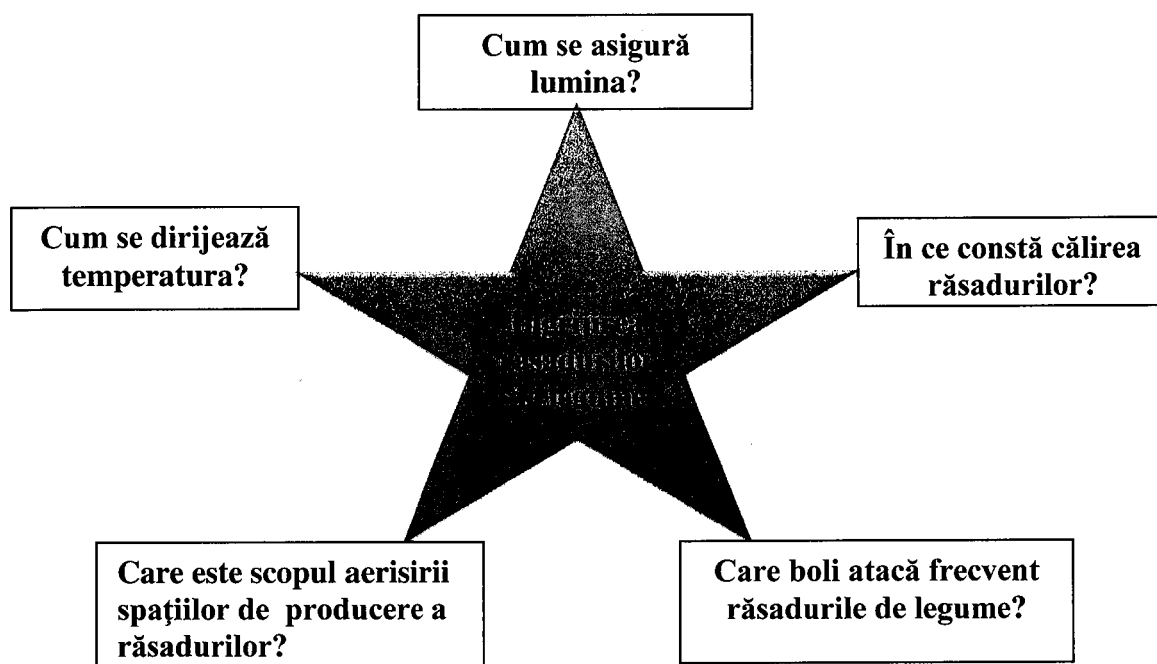 Cum se asigură
lumina?
Cum se dirijează
temperatura?
În ce constă călirea
răsadurilor?
Care este scopul aerisirii
spaţiilor de producere a
răsadurilor?
Care boli atacă frecvent
răsadurile de legume?